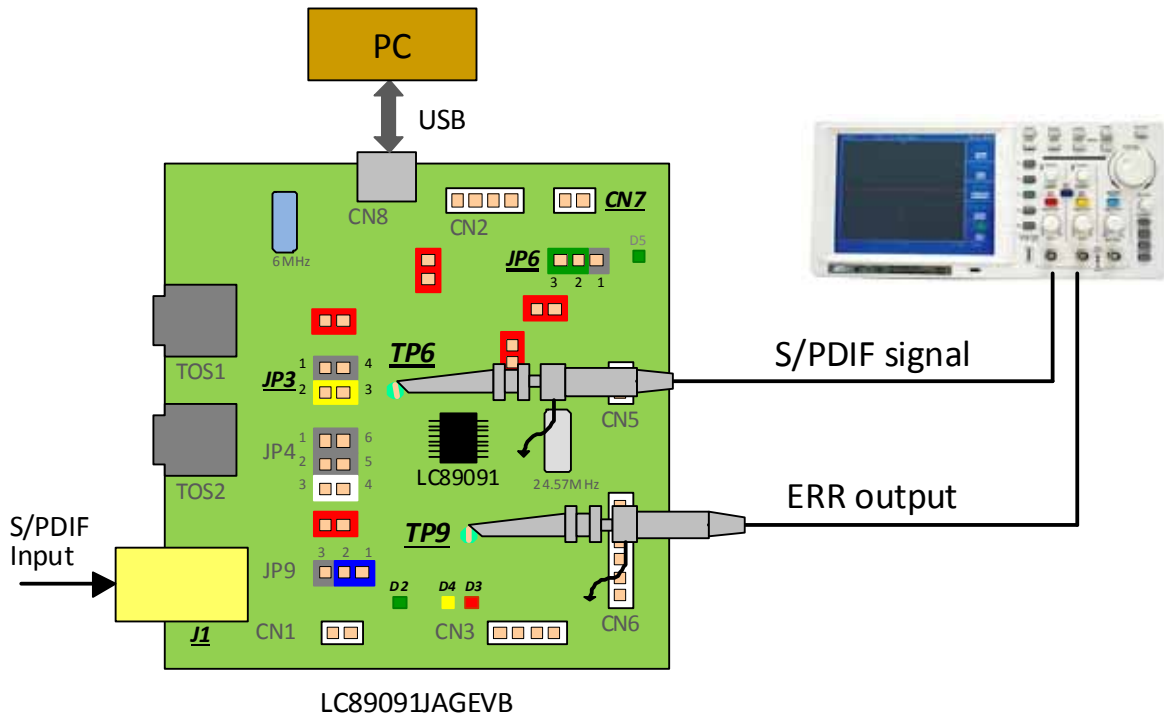 PC
USB
CN8
CN2
CN7
6MHz
JP6
D5
3 2 1
TOS1
JP3
1 4
2 3
TP6
S/PDIF signal
CN5
TOS2
JP4
1 6
2 5
3 4
LC89091
24.57MHz
ERR output
S/PDIF
Input
TP9
JP9
3 2 1
D2
D4
D3
J1
CN1
CN3
CN6
LC89091JAGEVB